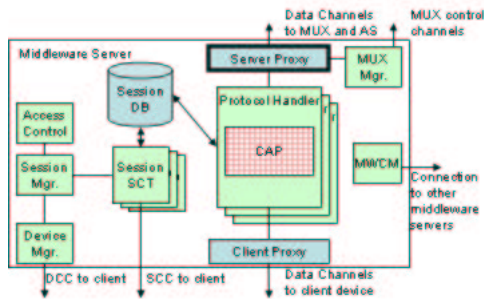 Data Channels
to MUX and AS
MUX control
channels
Middleware Server
Server Proxy
MUX
Mgr.
Session
DB
Protocol Handler
r
r
Access
Control
CAP
Session
Mgr.
Session
SCT
MWCM
Connection
to other
middleware
servers
Device
Mgr.
Client Proxy
DCC to client
SCC to client
Data Channels
to client device